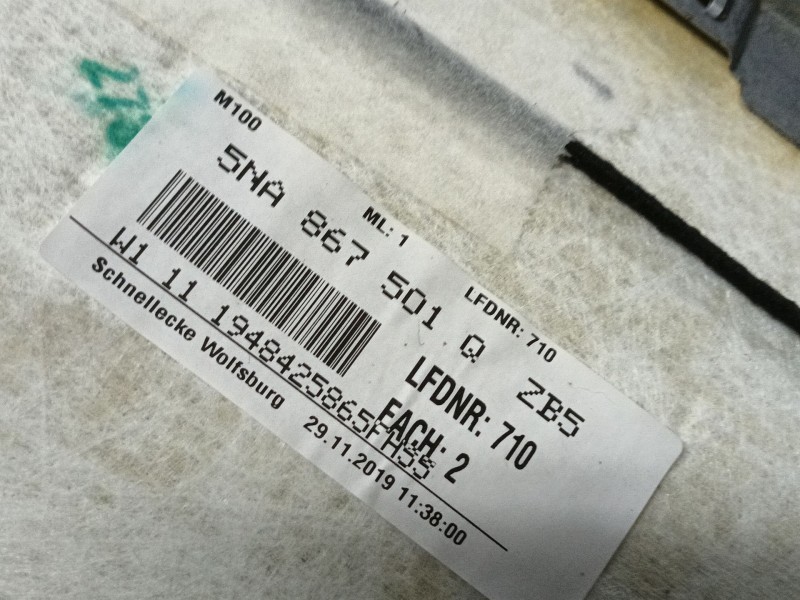 M100
ML: 1
LFDNR: 710
5NA 867 501 Q ZB5
LFDNR: 710
FACH: 2
W1 11 1948425865FH55
Schnellecke Wolfsburg 29.11.2019 11:38:00